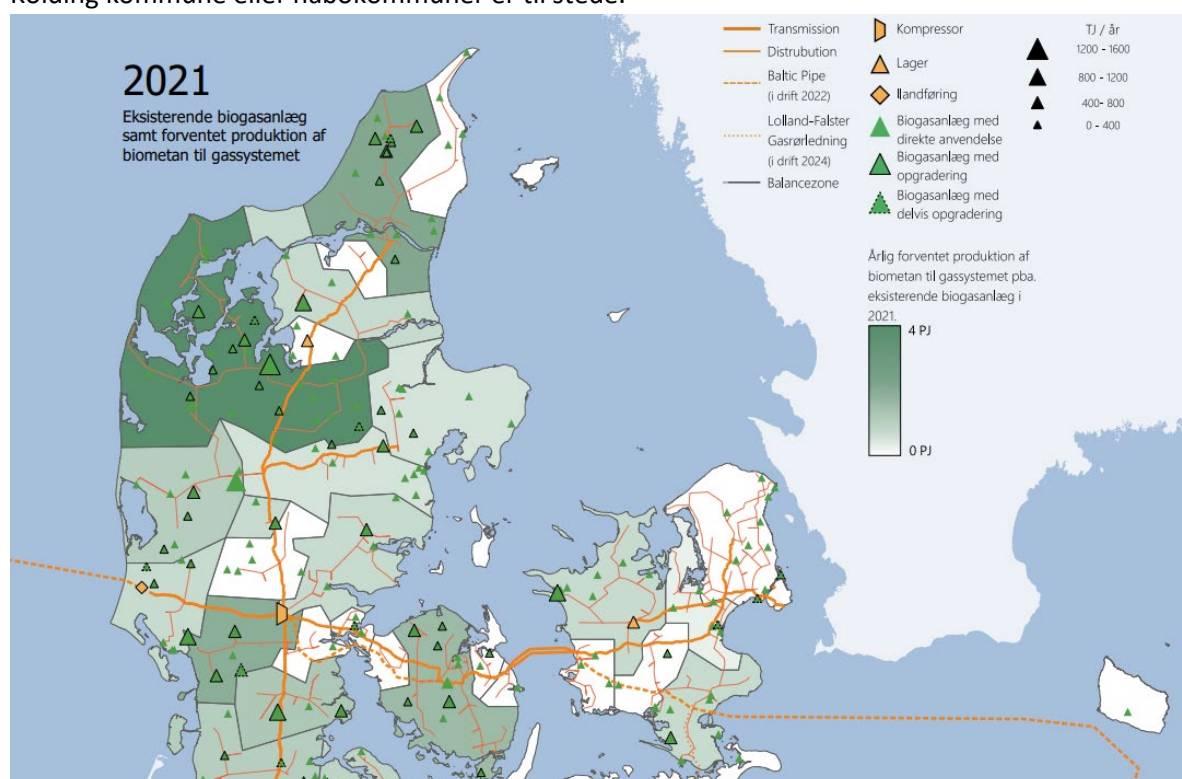 Kolding kommune eller nabokommuner er til stede.
2021
Eksisterende biogasanlæg
samt forventet produktion af
biometan til gassystemet
Transmission
Distrubution
Baltic Pipe
(i drift 2022)
Lolland-Falster
Gasrørledning
(i drift 2024)
Balancezone
Kompressor
Lager
Ilandføring
Biogasanlæg med
direkte anvendelse
Biogasanlæg med
opgradering
Biogasanlæg med
delvis opgradering
TJ / år
1200 - 1600
800 - 1200
400- 800
0 - 400
Årlig forventet produktion af
biometan til gassystemet pba.
eksisterende biogasanlæg i
2021.
4 PJ
0 PJ